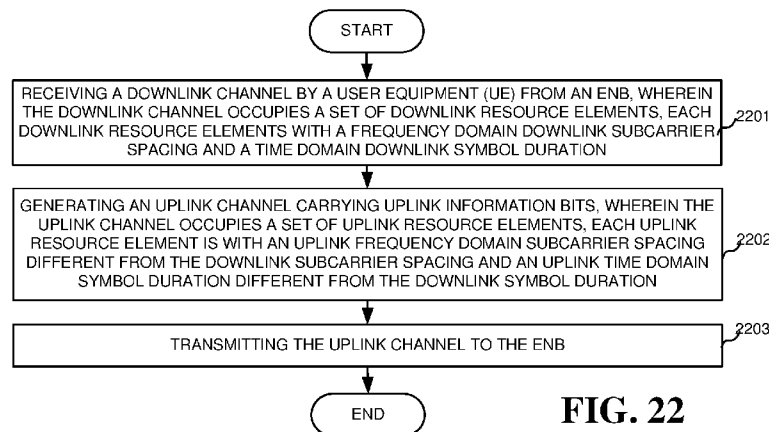 START
RECEIVING A DOWNLINK CHANNEL BY A USER EQUIPMENT (UE) FROM AN ENB, WHEREIN
THE DOWNLINK CHANNEL OCCUPIES A SET OF DOWNLINK RESOURCE ELEMENTS, EACH
DOWNLINK RESOURCE ELEMENTS WITH A FREQUENCY DOMAIN DOWNLINK SUBCARRIER
SPACING AND A TIME DOMAIN DOWNLINK SYMBOL DURATION
2201
GENERATING AN UPLINK CHANNEL CARRYING UPLINK INFORMATION BITS, WHEREIN THE
UPLINK CHANNEL OCCUPIES A SET OF UPLINK RESOURCE ELEMENTS, EACH UPLINK
RESOURCE ELEMENT IS WITH AN UPLINK FREQUENCY DOMAIN SUBCARRIER SPACING
DIFFERENT FROM THE DOWNLINK SUBCARRIER SPACING AND AN UPLINK TIME DOMAIN
SYMBOL DURATION DIFFERENT FROM THE DOWNLINK SYMBOL DURATION
2202
TRANSMITTING THE UPLINK CHANNEL TO THE ENB
2203
END
FIG. 22